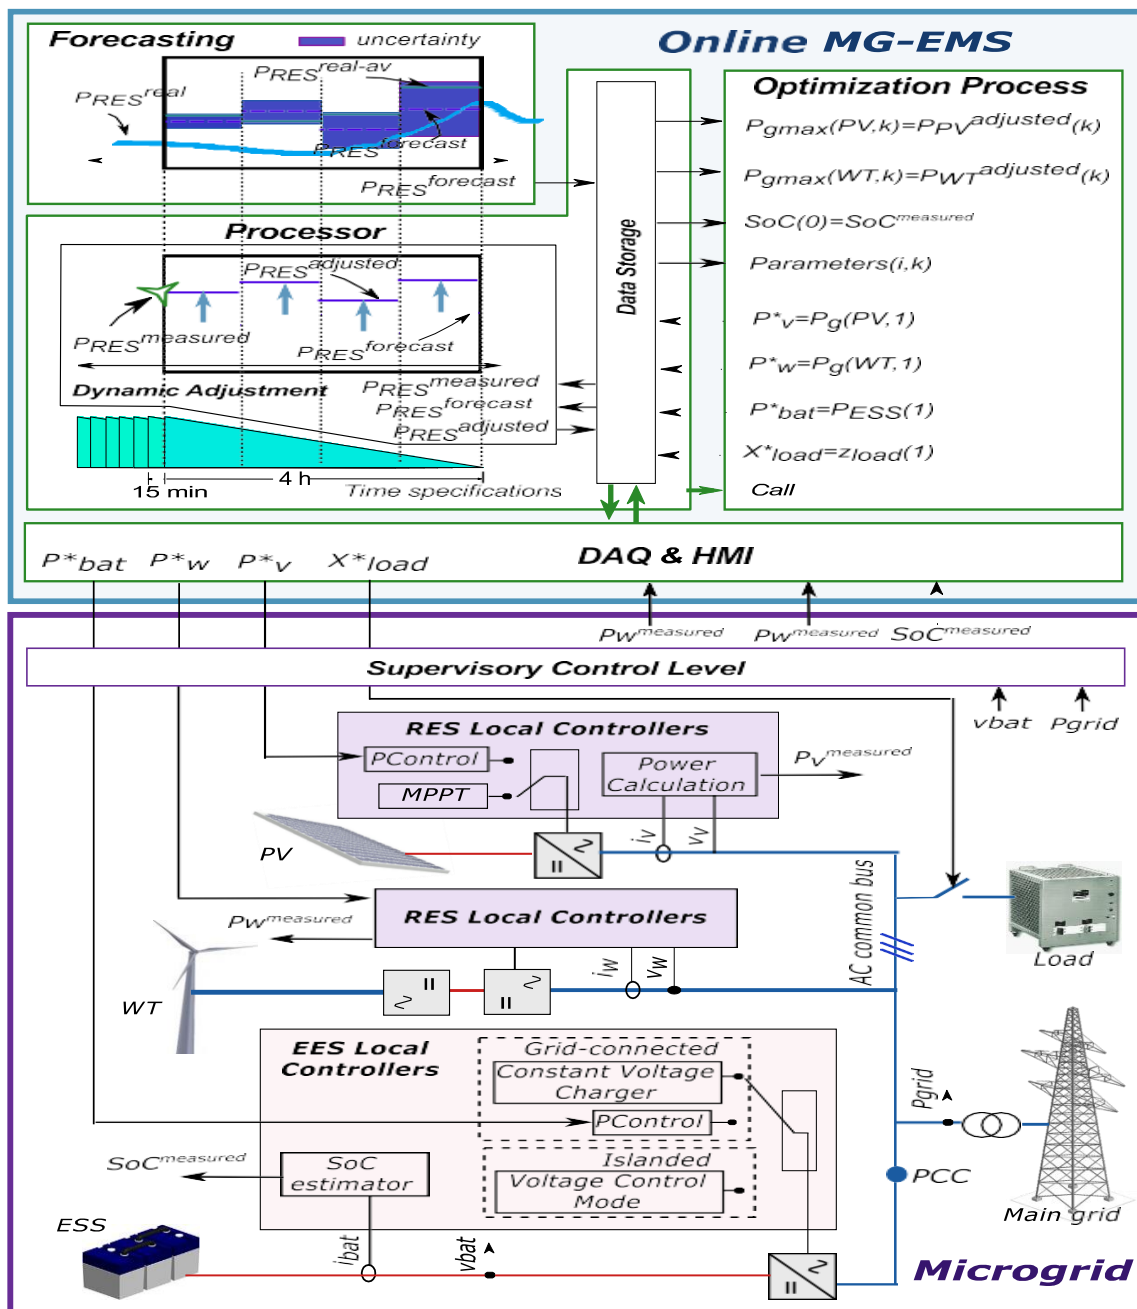 Forecasting
uncertainty
Online MG-EMS
PRES^real-av
PRES^real
PRES^forecast
PRES^forecast
Optimization Process
Pgmax(PV,k)=PPV^adjusted(k)
Pgmax(WT,k)=PWT^adjusted(k)
SoC(0)=SoC^measured
Parameters(i,k)
P*v=Pg(PV,1)
P*w=Pg(WT,1)
P*bat=PESS(1)
X*load=zload(1)
Call
Data Storage
Processor
PRES^adjusted
PRES^measured
PRES^forecast
Dynamic Adjustment
PRES^measured
PRES^forecast
PRES^adjusted
15 min
4 h
Time specifications
P*bat P*w P*v X*load
DAQ & HMI
Pw^measured Pw^measured SoC^measured
Supervisory Control Level
vbat Pgrid
RES Local Controllers
PControl
MPPT
Power
Calculation
Pv^measured
PV
iv
vv
AC common bus
Load
RES Local Controllers
Pw^measured
WT
iw
vw
EES Local
Controllers
Grid-connected
Constant Voltage
Charger
PControl
Islanded
Voltage Control
Mode
SoC
estimator
SoC^measured
ESS
ibat
vbat
Pgrid
PCC
Main grid
Microgrid